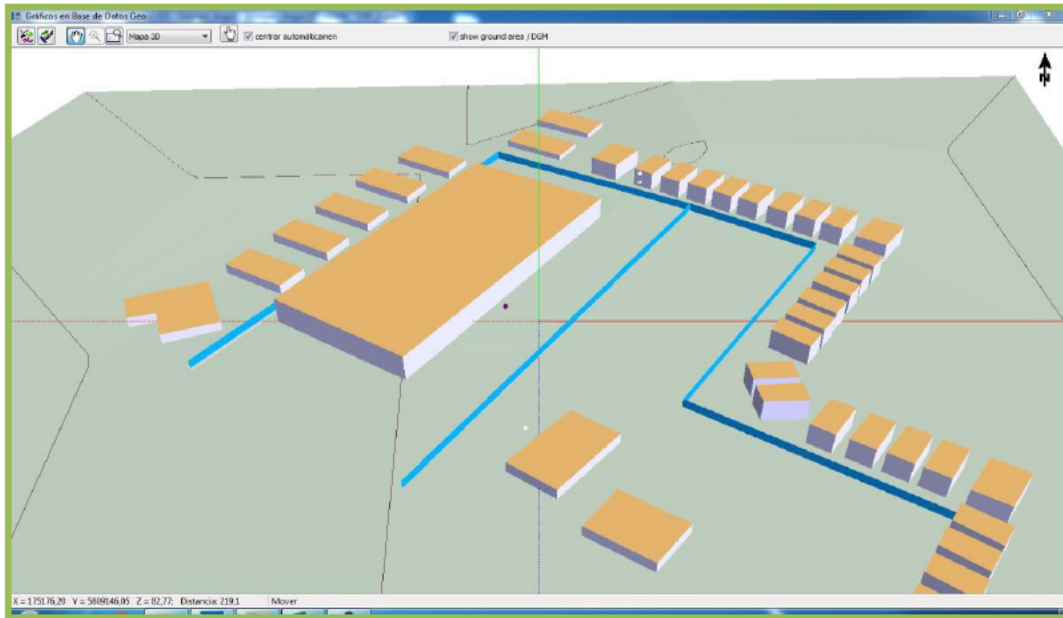 Gráficos en Base de Datos Geo
Mapa 3D
centrar automáticamen
show ground area / DGM
N
X = 175176,20 Y = 5809146,05 Z = 82,77; Distancia: 219,1 Mover